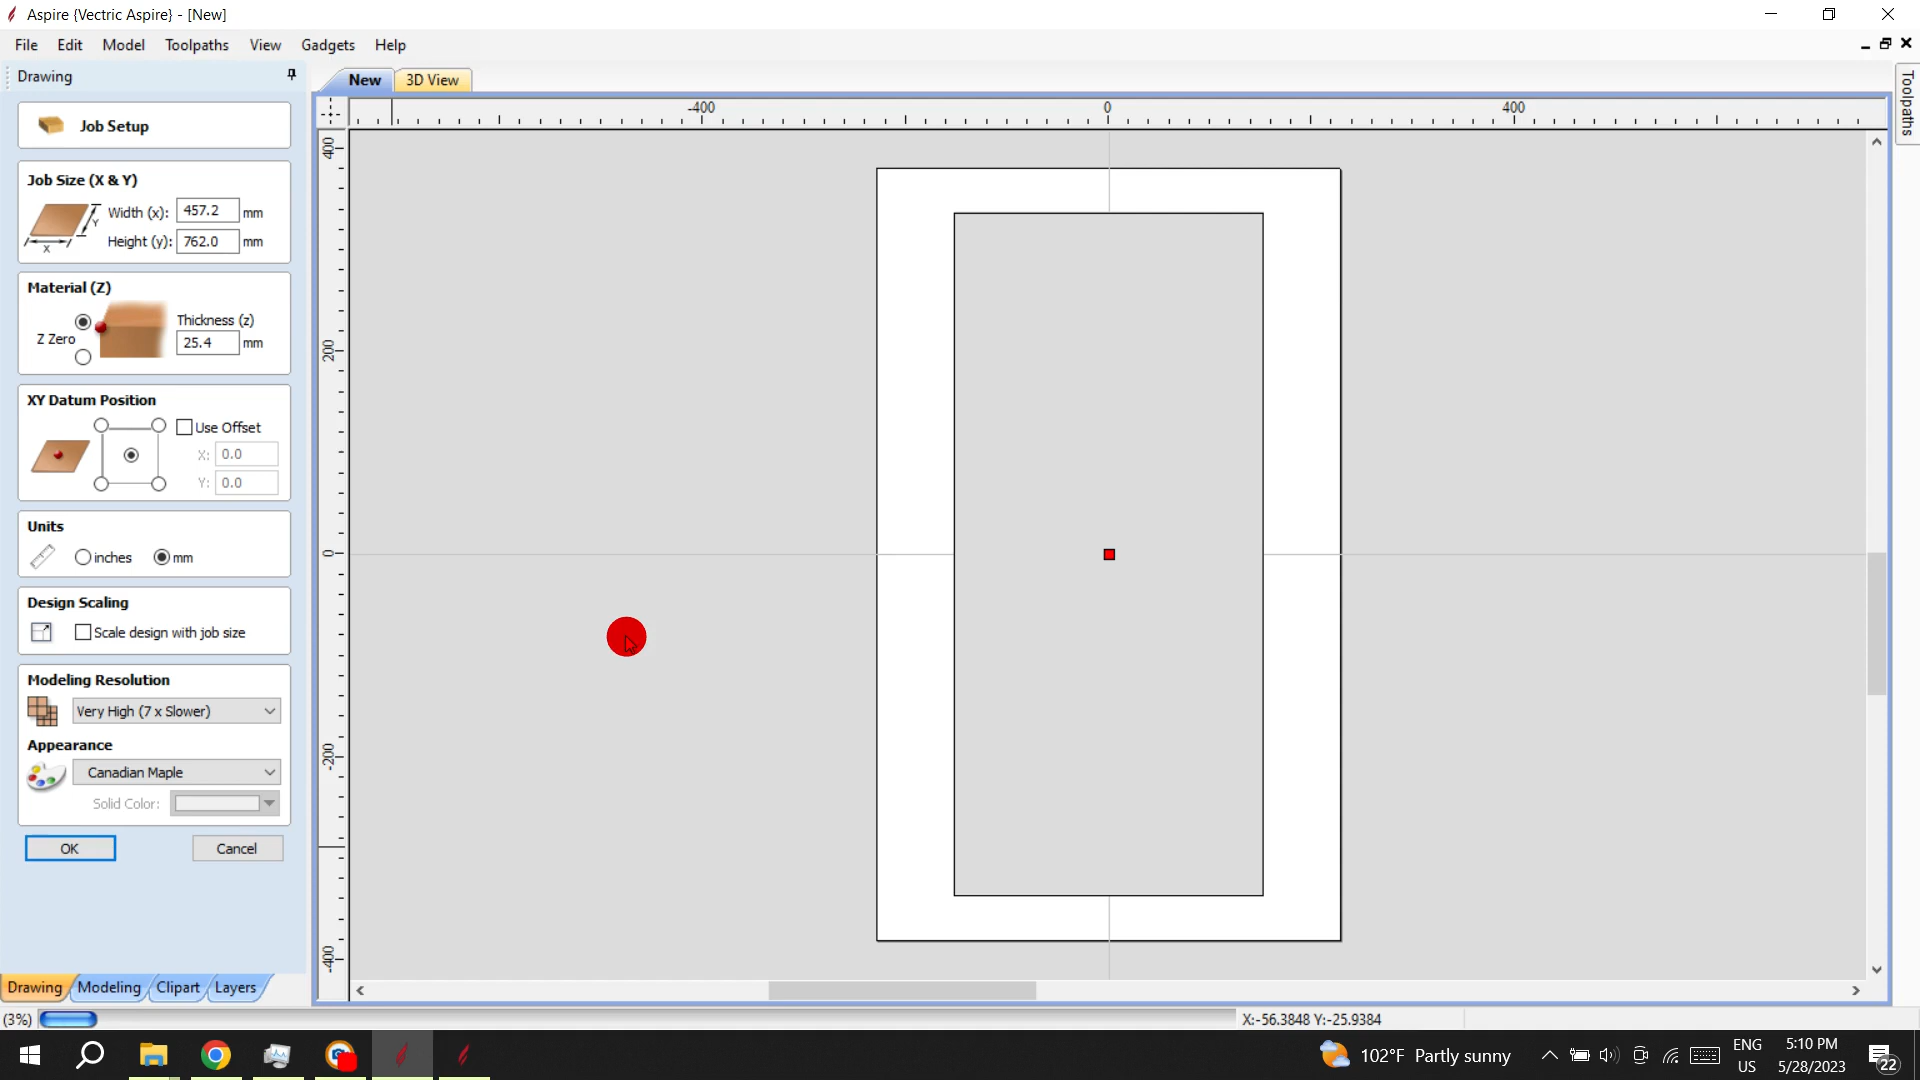 Aspire {Vectric Aspire} - [New]
File Edit Model Toolpaths View Gadgets Help
Drawing
New 3D View
Toolpaths
Job Setup
-400 0 400
Job Size (X & Y)
Width (x): 457.2 mm
Height (y): 762.0 mm
Y
X
Material (Z)
Z Zero
Thickness (z)
25.4 mm
XY Datum Position
Use Offset
X: 0.0
Y: 0.0
Units
inches mm
Design Scaling
Scale design with job size
Modeling Resolution
Very High (7 x Slower)
Appearance
Canadian Maple
Solid Color:
OK Cancel
400
200
0
-200
-400
Drawing Modeling Clipart Layers
(3%)
X:-56.3848 Y:-25.9384
102°F Partly sunny
ENG
US
5:10 PM
5/28/2023
22